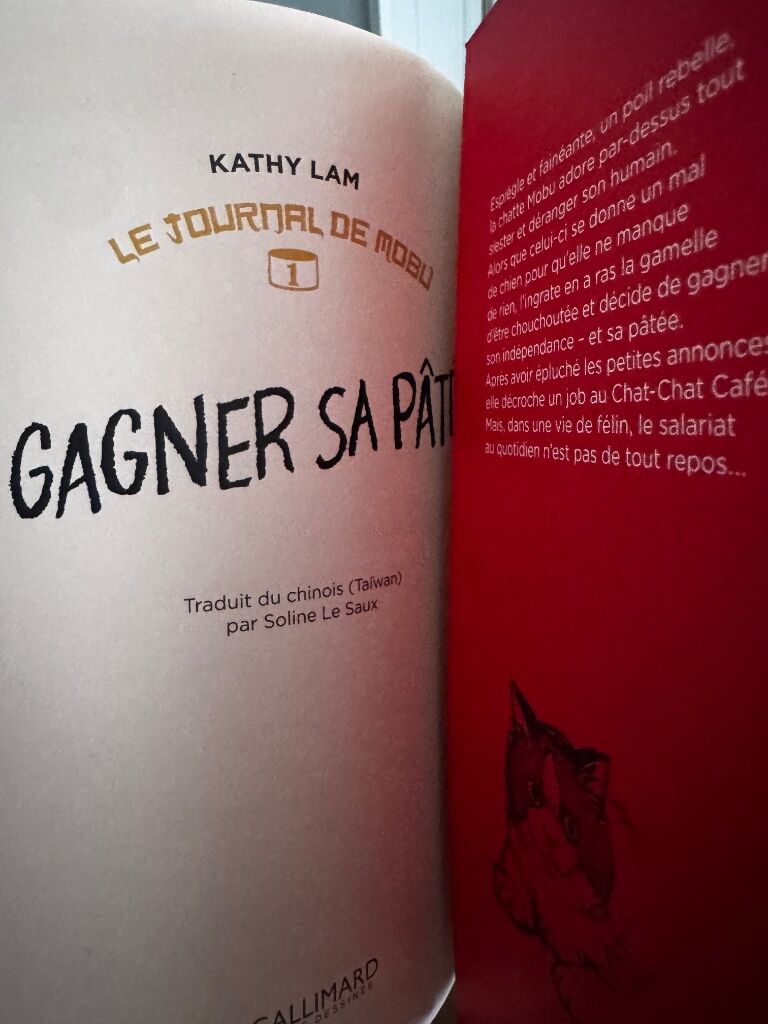 KATHY LAM
LE JOURNAL DE MOBU
1
GAGNER SA PÂT
Traduit du chinois (Taïwan)
par Soline Le Saux
GALLIMARD
DESSINÉE
Espiègle et fainéante, un poil rebelle,
la chatte Mobu adore par-dessus tout
siester et déranger son humain.
Alors que celui-ci se donne un mal
de chien pour qu'elle ne manque
de rien, l'ingrate en a ras la gamelle
d'être chouchoutée et décide de gagner
son indépendance - et sa pâtée.
Après avoir épluché les petites annonces
elle décroche un job au Chat-Chat Café
Mais, dans une vie de félin, le salariat
au quotidien n'est pas de tout repos...